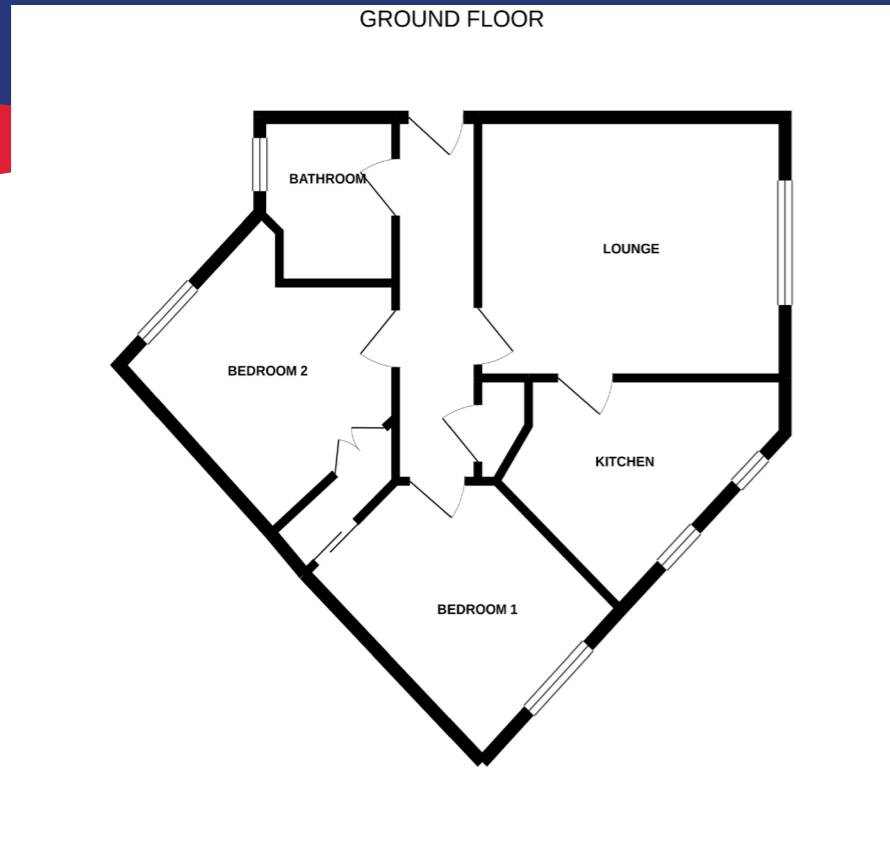 GROUND FLOOR
BATHROOM
LOUNGE
BEDROOM 2
KITCHEN
BEDROOM 1